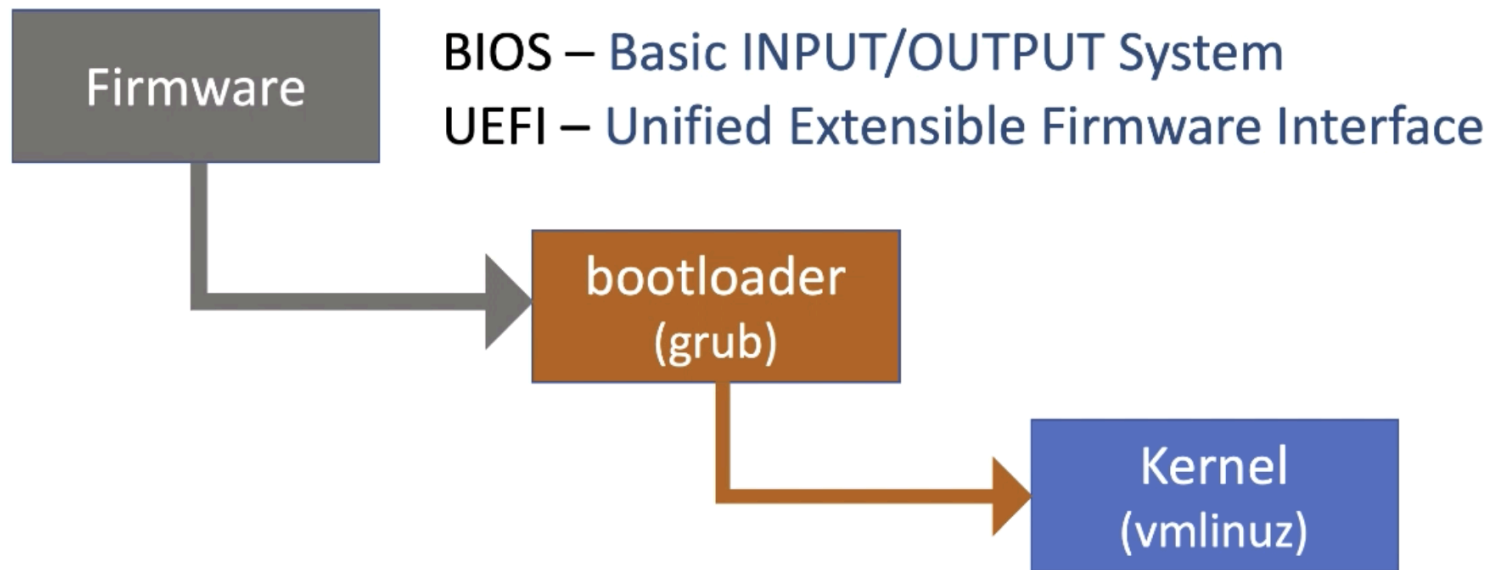 Firmware
BIOS – Basic INPUT/OUTPUT System
UEFI – Unified Extensible Firmware Interface
bootloader
(grub)
Kernel
(vmlinuz)